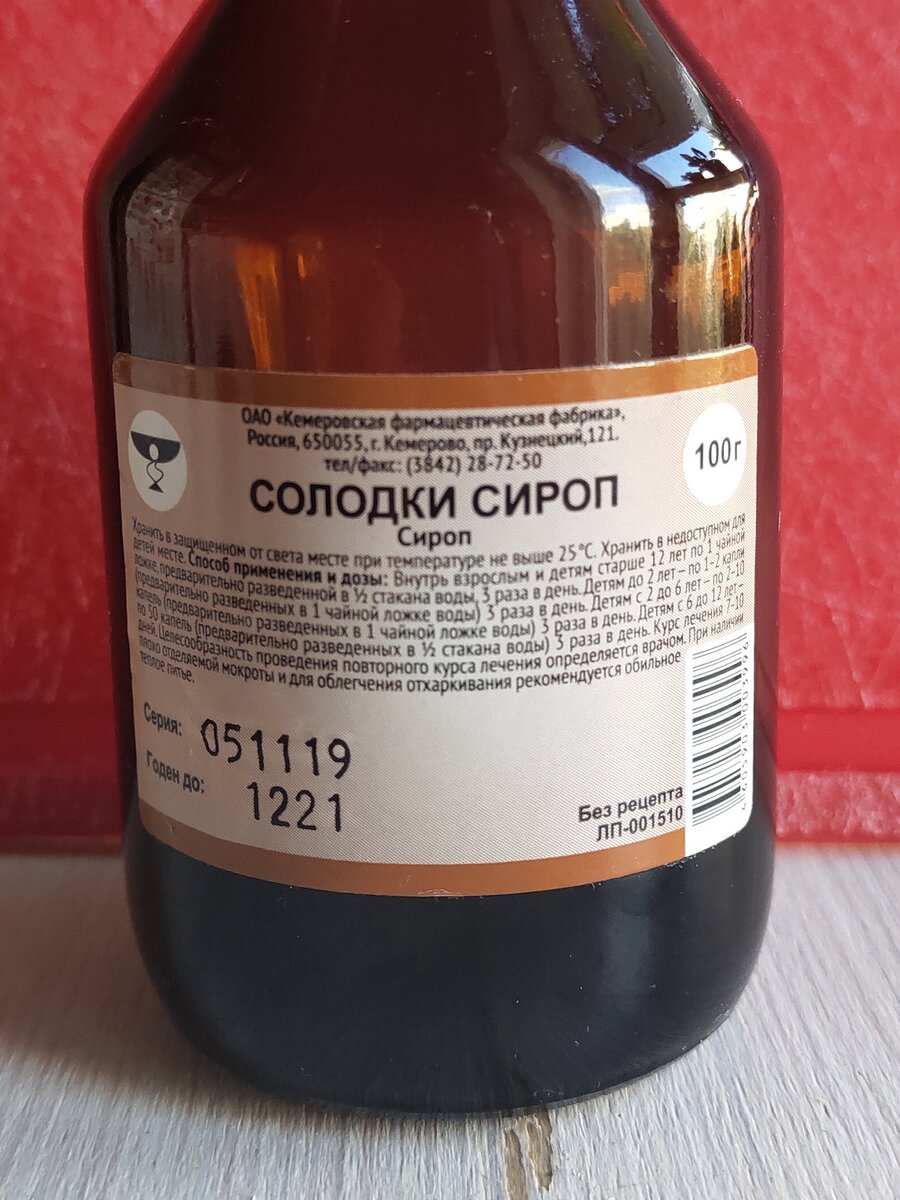 ОАО «Кемеровская фармацевтическая фабрика»,
Россия, 650055, г. Кемерово, пр. Кузнецкий,121.
тел/факс: (3842) 28-72-50
100г
СОЛОДКИ СИРОП
Сироп
Хранить в защищенном от света месте при температуре не выше 25°С. Хранить в недоступном для
детей месте. Способ применения и дозы: Внутрь взрослым и детям старше 12 лет по 1 чайной
ложке, предварительно разведенной в ½ стакана воды, 3 раза в день. Детям до 2 лет – по 1-2 капли
(предварительно разведенных в 1 чайной ложке воды) 3 раза в день. Детям с 2 до 6 лет – по 2-10
капель (предварительно разведенных в 1 чайной ложке воды) 3 раза в день. Детям с 6 до 12 лет –
по 50 капель (предварительно разведенных в ½ стакана воды) 3 раза в день. Курс лечения 7-10
дней. Целесообразность проведения повторного курса лечения определяется врачом. При наличии
плохо отделяемой мокроты и для облегчения отхаркивания рекомендуется обильное
теплое питье.
Серия: 051119
Годен до: 1221
Без рецепта
ЛП-001510
4605903003996